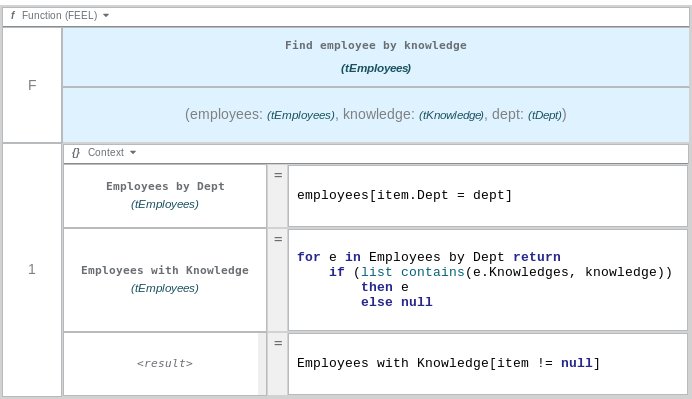 f Function (FEEL)
F
Find employee by knowledge
(tEmployees)
(employees: (tEmployees), knowledge: (tKnowledge), dept: (tDept))
1
{} Context
Employees by Dept
(tEmployees)
=
employees[item.Dept = dept]
Employees with Knowledge
(tEmployees)
=
for e in Employees by Dept return
if (list contains(e.Knowledges, knowledge))
then e
else null
<result>
=
Employees with Knowledge[item != null]